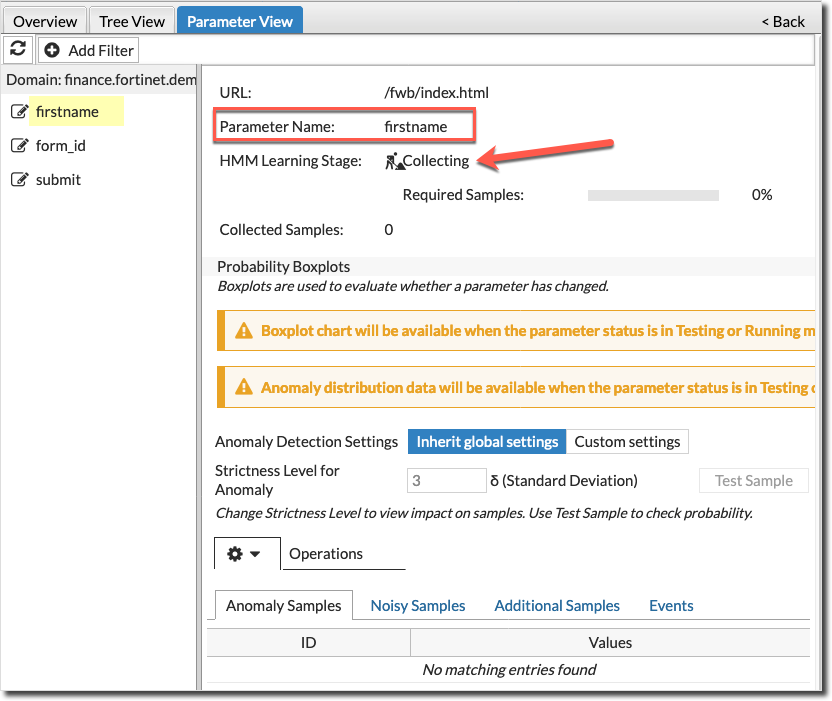 Overview Tree View Parameter View < Back
Add Filter
Domain: finance.fortinet.dem
firstname
form_id
submit
URL: /fwb/index.html
Parameter Name: firstname
HMM Learning Stage: Collecting
Required Samples: 0%
Collected Samples: 0
Probability Boxplots
Boxplots are used to evaluate whether a parameter has changed.
Boxplot chart will be available when the parameter status is in Testing or Running m
Anomaly distribution data will be available when the parameter status is in Testing
Anomaly Detection Settings Inherit global settings Custom settings
Strictness Level for
Anomaly 3 δ (Standard Deviation) Test Sample
Change Strictness Level to view impact on samples. Use Test Sample to check probability.
Operations
Anomaly Samples Noisy Samples Additional Samples Events
ID Values
No matching entries found